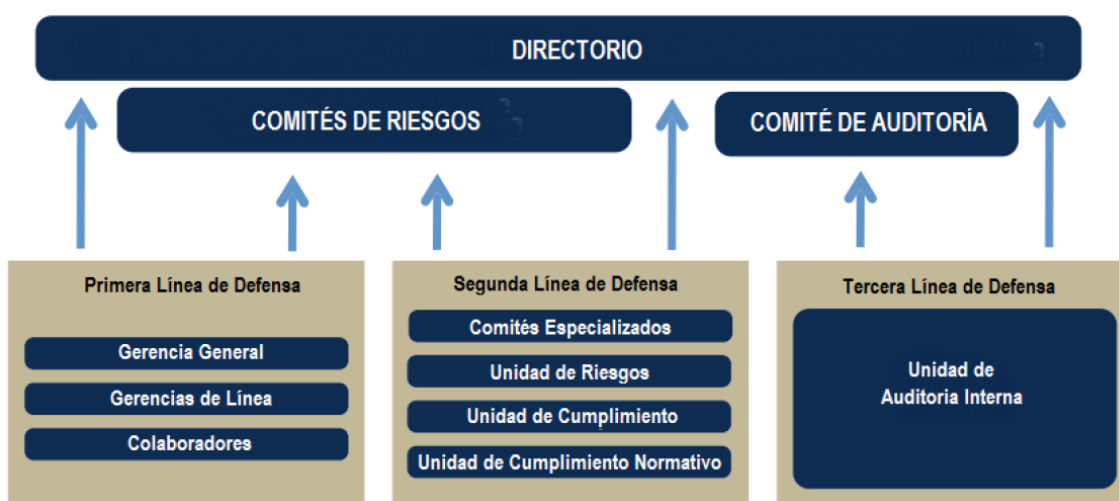 DIRECTORIO
COMITÉS DE RIESGOS
COMITÉ DE AUDITORÍA
Primera Línea de Defensa
Gerencia General
Gerencias de Línea
Colaboradores
Segunda Línea de Defensa
Comités Especializados
Unidad de Riesgos
Unidad de Cumplimiento
Unidad de Cumplimiento Normativo
Tercera Línea de Defensa
Unidad de
Auditoria Interna